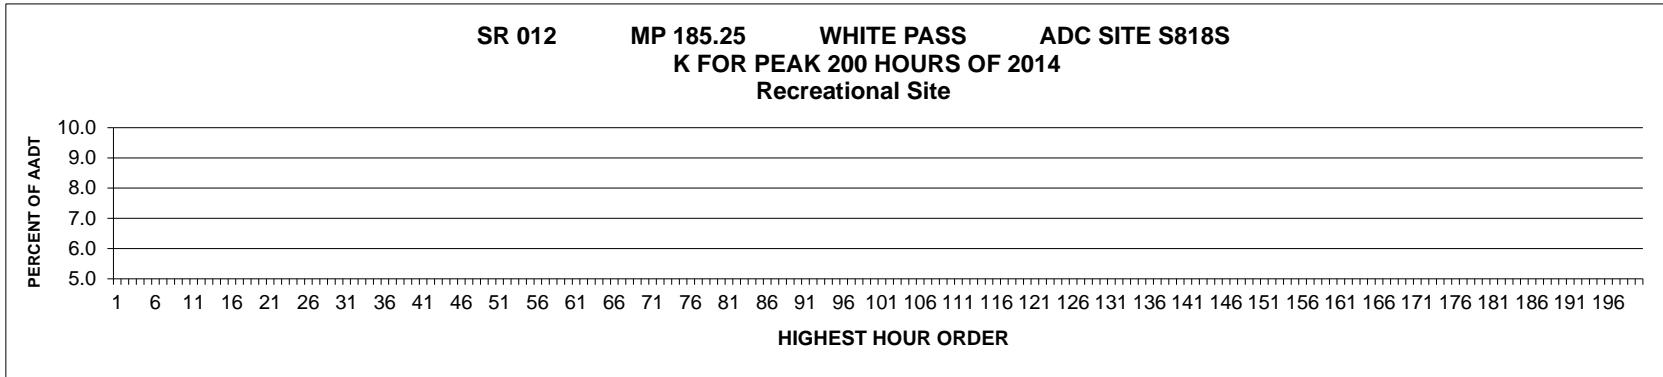 SR 012 MP 185.25 WHITE PASS ADC SITE S818S
K FOR PEAK 200 HOURS OF 2014
Recreational Site
PERCENT OF AADT
10.0
9.0
8.0
7.0
6.0
5.0
1 6 11 16 21 26 31 36 41 46 51 56 61 66 71 76 81 86 91 96 101 106 111 116 121 126 131 136 141 146 151 156 161 166 171 176 181 186 191 196
HIGHEST HOUR ORDER